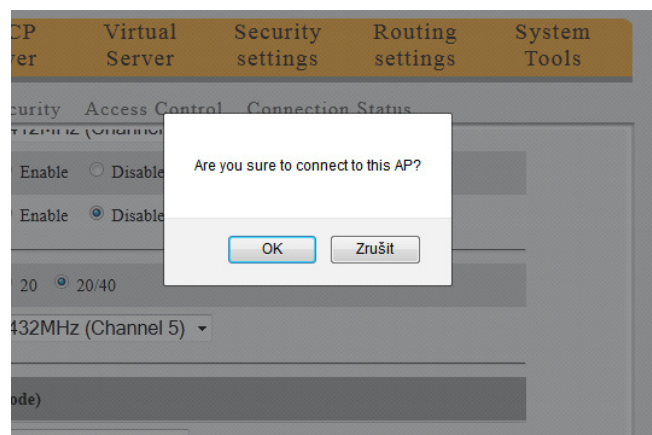 Virtual Security Routing System
Server settings settings Tools
Access Control Connection Status
(Channel
Enable Disable
Are you sure to connect to this AP?
Enable Disable
OK Zrušit
20 20/40
432MHz (Channel 5)